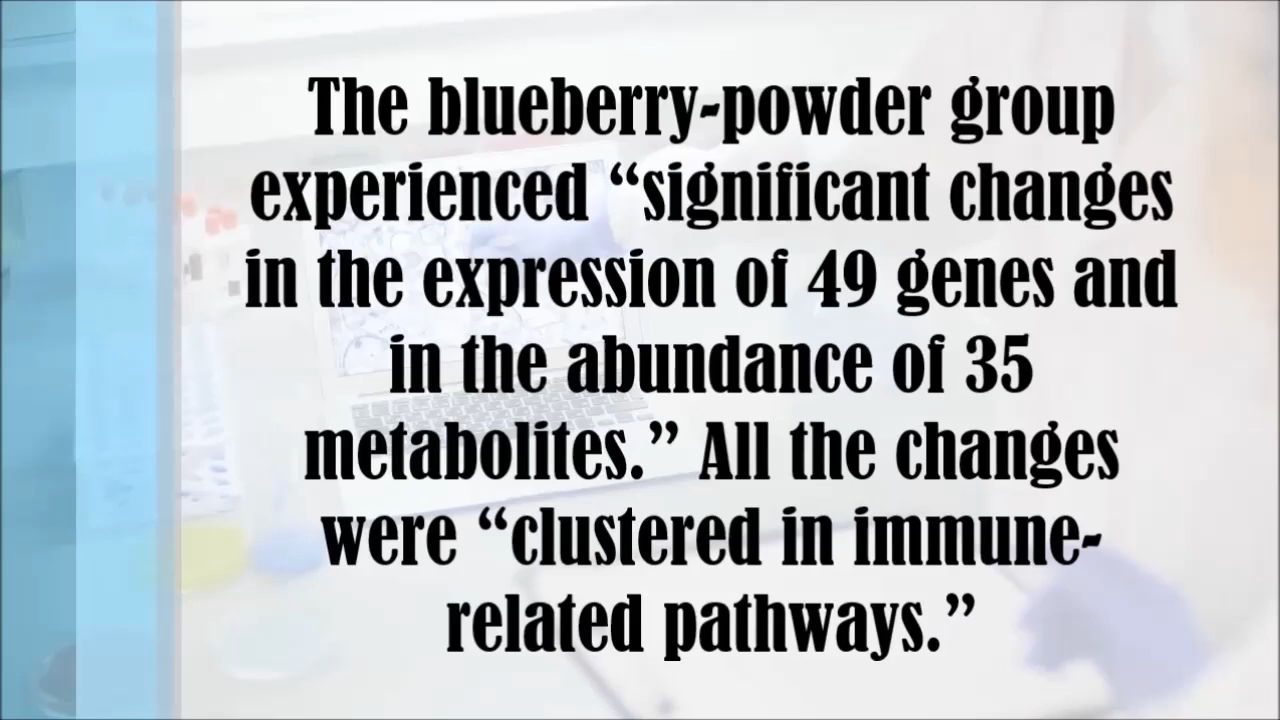 The blueberry-powder group
experienced “significant changes
in the expression of 49 genes and
in the abundance of 35
metabolites.” All the changes
were “clustered in immune-
related pathways.”